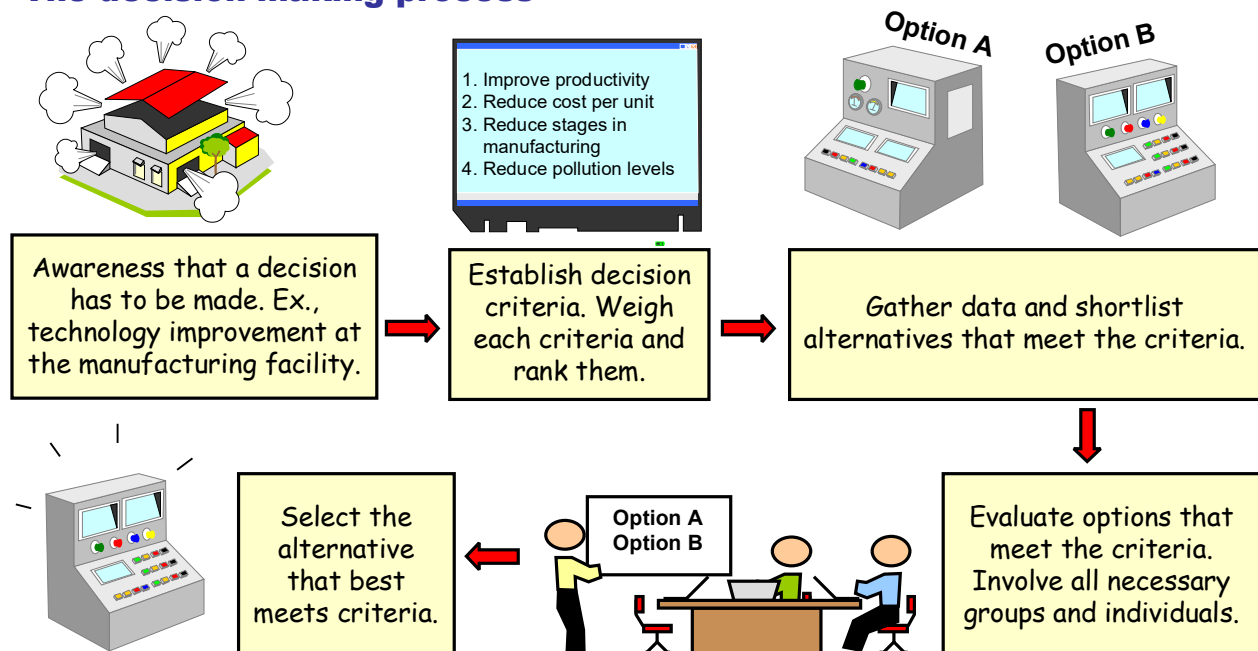 The decision making process
Option A
Option B
1. Improve productivity
2. Reduce cost per unit
3. Reduce stages in
manufacturing
4. Reduce pollution levels
Awareness that a decision
has to be made. Ex.,
technology improvement at
the manufacturing facility.
Establish decision
criteria. Weigh
each criteria and
rank them.
Gather data and shortlist
alternatives that meet the criteria.
Select the
alternative
that best
meets criteria.
Option A
Option B
Evaluate options that
meet the criteria.
Involve all necessary
groups and individuals.